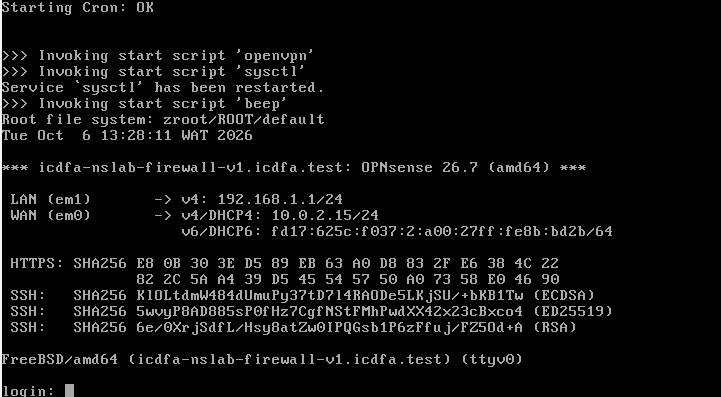 Starting Cron: OK
>>> Invoking start script 'openvpn'
>>> Invoking start script 'sysctl'
Service `sysctl' has been restarted.
>>> Invoking start script 'beep'
Root file system: zroot/ROOT/default
Tue Oct  6 13:28:11 WAT 2026
*** icdfa-nslab-firewall-v1.icdfa.test: OPNsense 26.7 (amd64) ***
LAN (em1)       -> v4: 192.168.1.1/24
WAN (em0)       -> v4/DHCP4: 10.0.2.15/24
v6/DHCP6: fd17:625c:f037:2:a00:27ff:fe8b:bd2b/64
HTTPS: SHA256 E8 0B 30 3E D5 89 EB 63 A0 D8 83 2F E6 38 4C 22
82 2C 5A A4 39 D5 45 54 57 50 A0 73 58 E0 46 90
SSH:   SHA256 KlOLtdmW484dUmuPy37tD7l4RAODe5LKjSU/+bKB1Tw (ECDSA)
SSH:   SHA256 5wvyP8AD885sP0fHz7CgfNStFMhPwdXX42x23cBxco4 (ED25519)
SSH:   SHA256 6e/0XrjSdfL/Hsy8atZw0IPQGsb1P6zFfuj/FZ5Od+A (RSA)
FreeBSD/amd64 (icdfa-nslab-firewall-v1.icdfa.test) (ttyv0)
login: